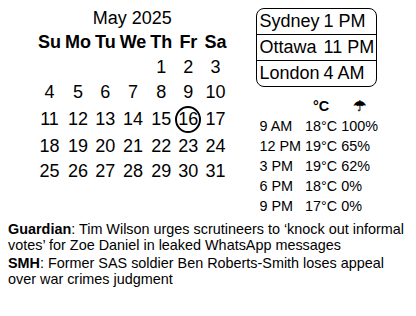 May 2025
Su Mo Tu We Th Fr Sa
1 2 3
4 5 6 7 8 9 10
11 12 13 14 15 16 17
18 19 20 21 22 23 24
25 26 27 28 29 30 31
Sydney 1 PM
Ottawa 11 PM
London 4 AM
°C ☂
9 AM 18°C 100%
12 PM 19°C 65%
3 PM 19°C 62%
6 PM 18°C 0%
9 PM 17°C 0%
Guardian: Tim Wilson urges scrutineers to ‘knock out informal
votes’ for Zoe Daniel in leaked WhatsApp messages
SMH: Former SAS soldier Ben Roberts-Smith loses appeal
over war crimes judgment